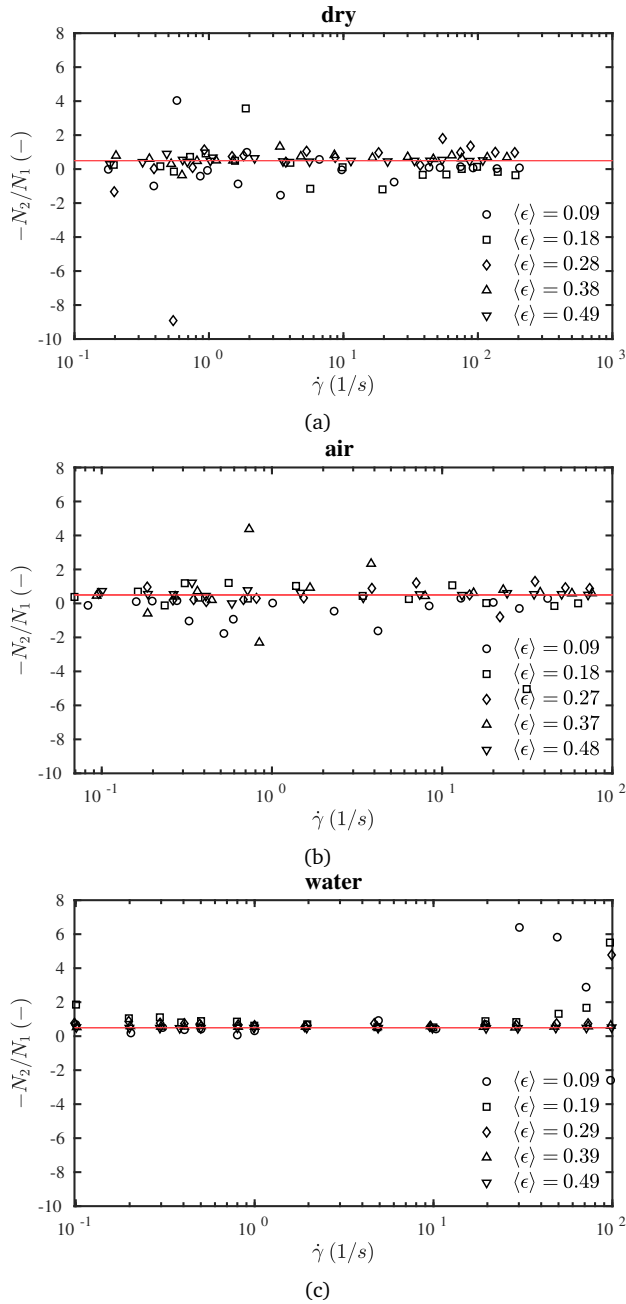 dry
8
6
4
2
0
-2
-4
-6
-8
-10
−N₂/N₁ (−)
⟨ϵ⟩ = 0.09
⟨ϵ⟩ = 0.18
⟨ϵ⟩ = 0.28
⟨ϵ⟩ = 0.38
⟨ϵ⟩ = 0.49
10⁻¹ 10⁰ 10¹ 10² 10³
γ̇ (1/s)
(a)
air
8
6
4
2
0
-2
-4
-6
-8
-10
−N₂/N₁ (−)
⟨ϵ⟩ = 0.09
⟨ϵ⟩ = 0.18
⟨ϵ⟩ = 0.27
⟨ϵ⟩ = 0.37
⟨ϵ⟩ = 0.48
10⁻¹ 10⁰ 10¹ 10²
γ̇ (1/s)
(b)
water
8
6
4
2
0
-2
-4
-6
-8
-10
−N₂/N₁ (−)
⟨ϵ⟩ = 0.09
⟨ϵ⟩ = 0.19
⟨ϵ⟩ = 0.29
⟨ϵ⟩ = 0.39
⟨ϵ⟩ = 0.49
10⁻¹ 10⁰ 10¹ 10²
γ̇ (1/s)
(c)